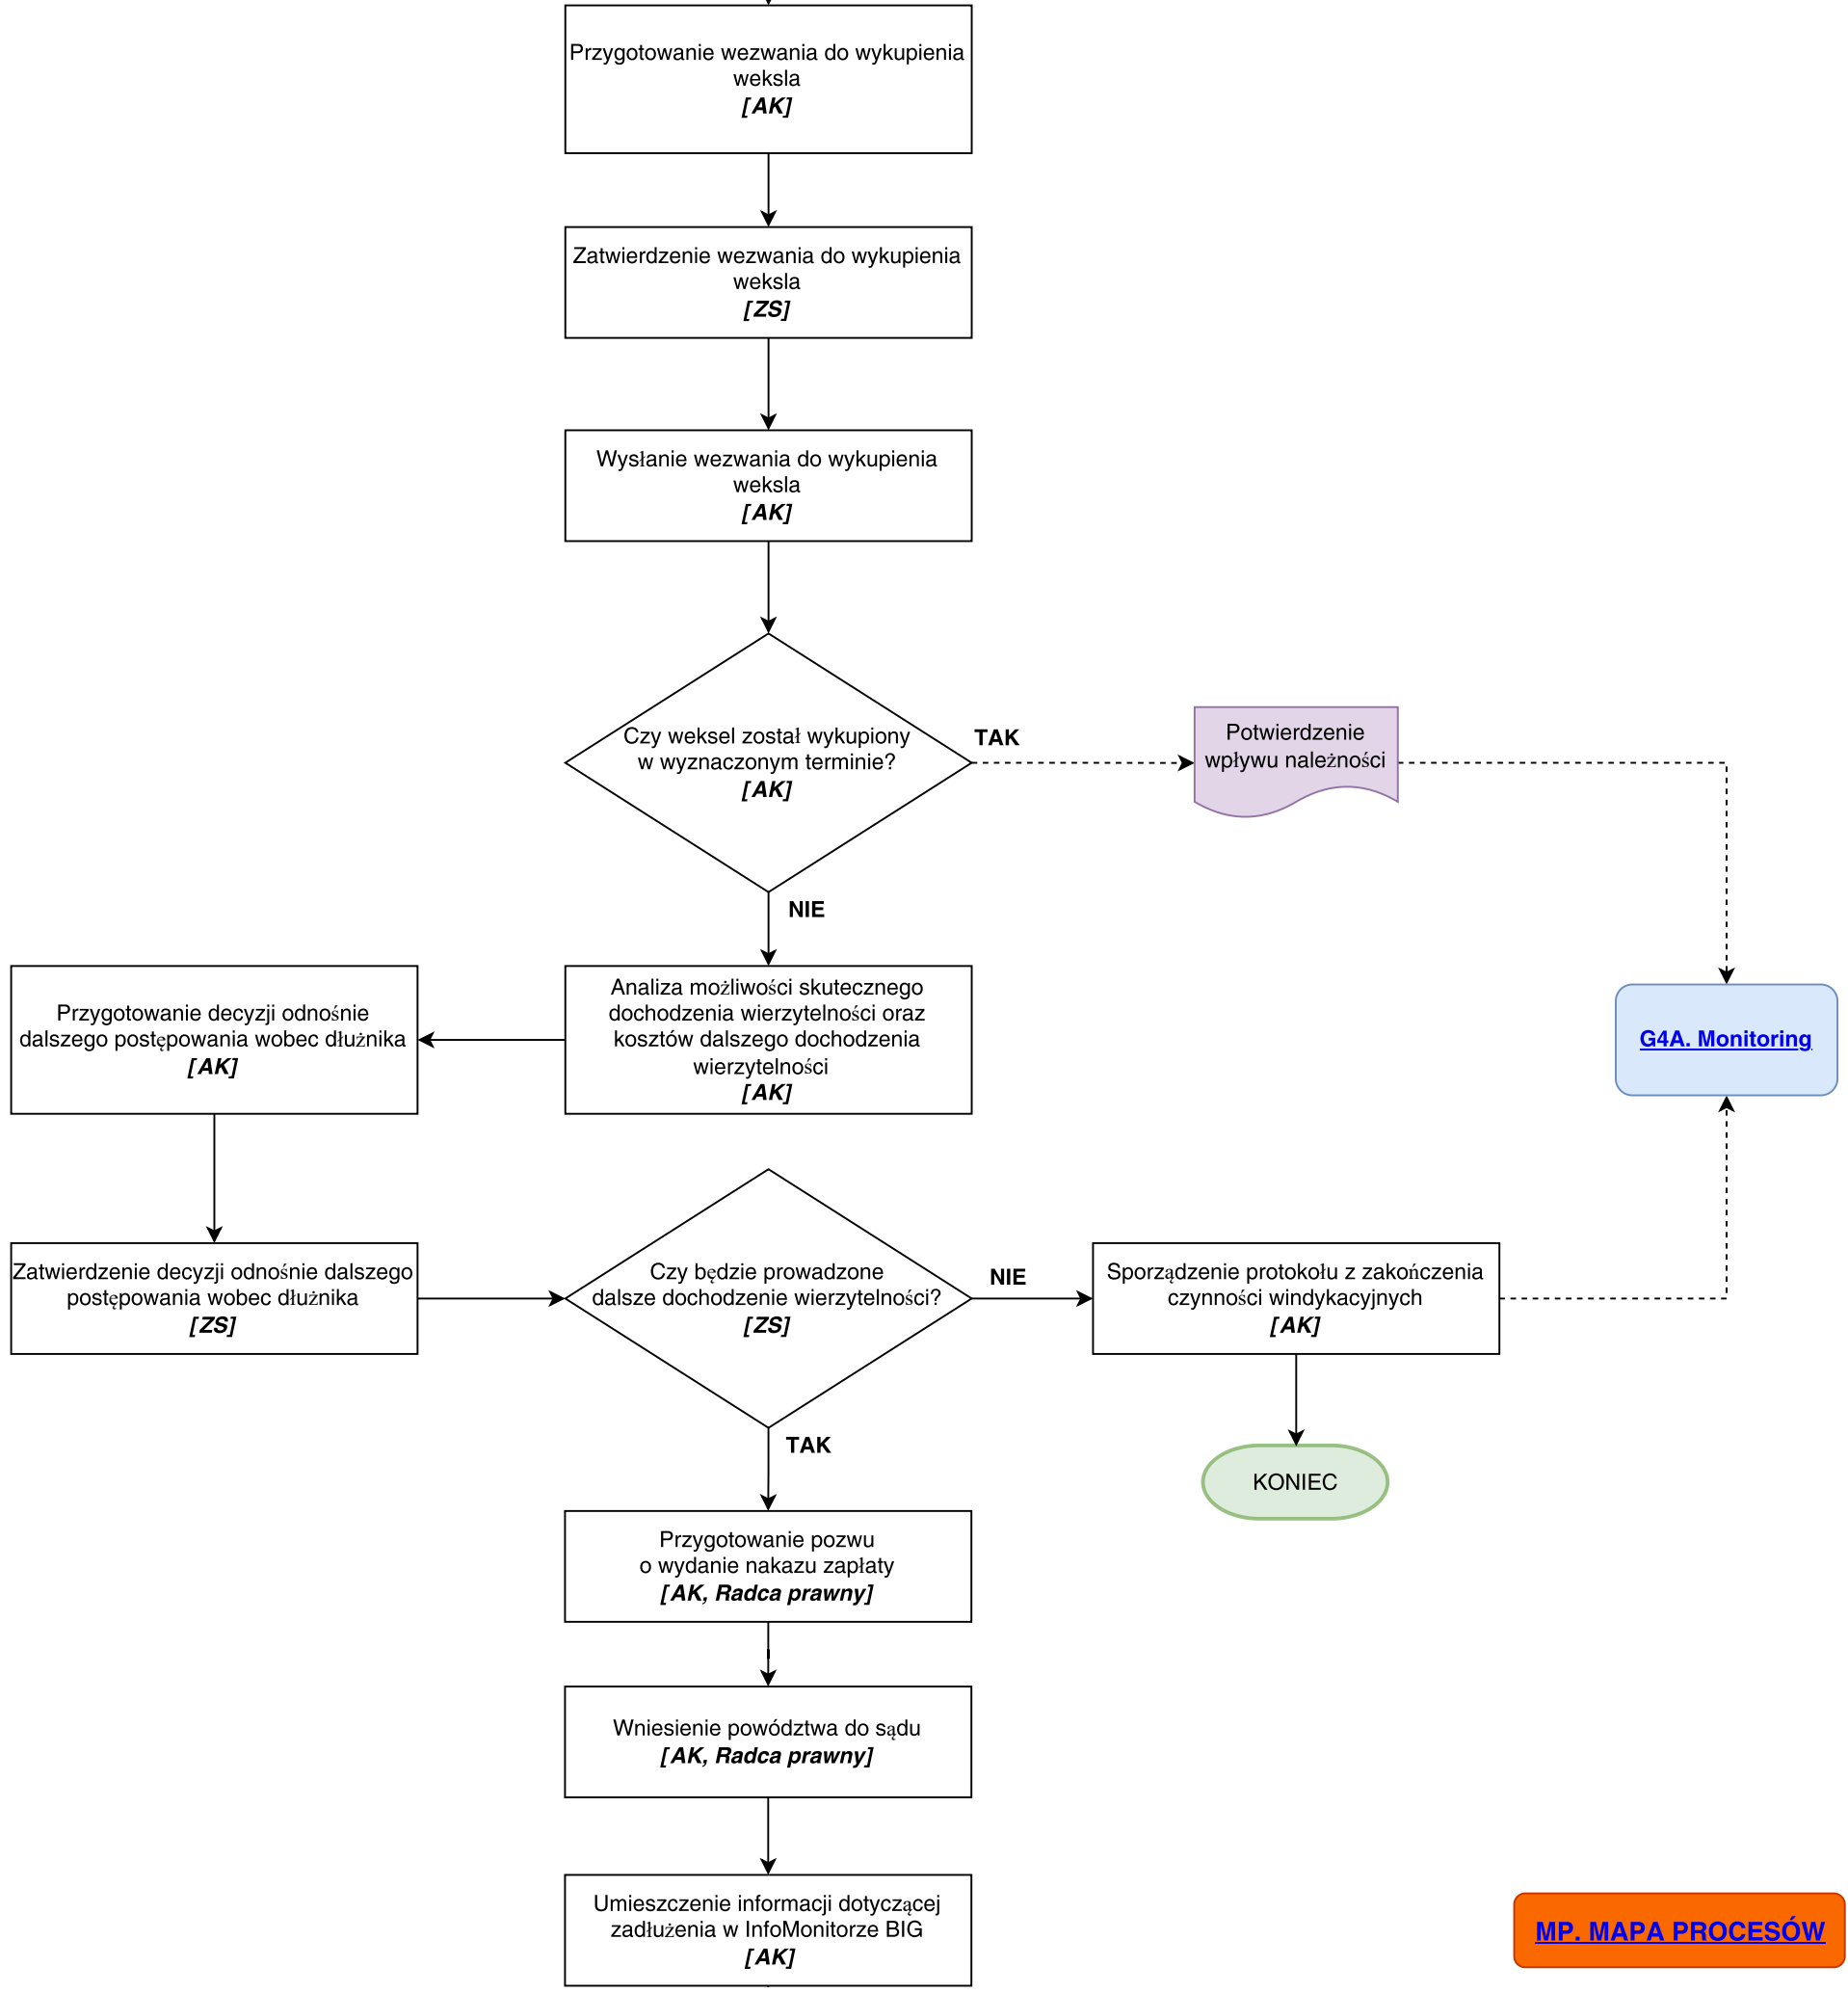 Przygotowanie wezwania do wykupienia
weksla
[AK]
Zatwierdzenie wezwania do wykupienia
weksla
[ZS]
Wysłanie wezwania do wykupienia
weksla
[AK]
Czy weksel został wykupiony
w wyznaczonym terminie?
[AK]
TAK
Potwierdzenie
wpływu należności
NIE
Przygotowanie decyzji odnośnie
dalszego postępowania wobec dłużnika
[AK]
Analiza możliwości skutecznego
dochodzenia wierzytelności oraz
kosztów dalszego dochodzenia
wierzytelności
[AK]
G4A. Monitoring
Zatwierdzenie decyzji odnośnie dalszego
postępowania wobec dłużnika
[ZS]
Czy będzie prowadzone
dalsze dochodzenie wierzytelności?
[ZS]
NIE
Sporządzenie protokołu z zakończenia
czynności windykacyjnych
[AK]
TAK
KONIEC
Przygotowanie pozwu
o wydanie nakazu zapłaty
[AK, Radca prawny]
Wniesienie powództwa do sądu
[AK, Radca prawny]
Umieszczenie informacji dotyczącej
zadłużenia w InfoMonitorze BIG
[AK]
MP. MAPA PROCESÓW